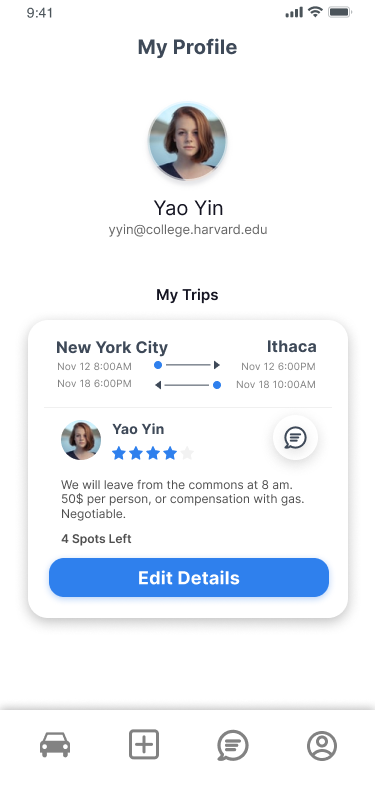 9:41
My Profile
Yao Yin
yyin@college.harvard.edu
My Trips
New York City Ithaca
Nov 12 8:00AM Nov 12 6:00PM
Nov 18 6:00PM Nov 18 10:00AM
Yao Yin
We will leave from the commons at 8 am.
50$ per person, or compensation with gas.
Negotiable.
4 Spots Left
Edit Details